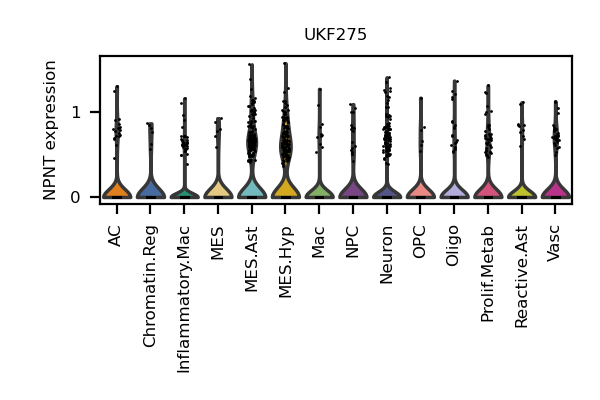 UKF275
NPNT expression
1
0
AC
Chromatin.Reg
Inflammatory.Mac
MES
MES.Ast
MES.Hyp
Mac
NPC
Neuron
OPC
Oligo
Prolif.Metab
Reactive.Ast
Vasc